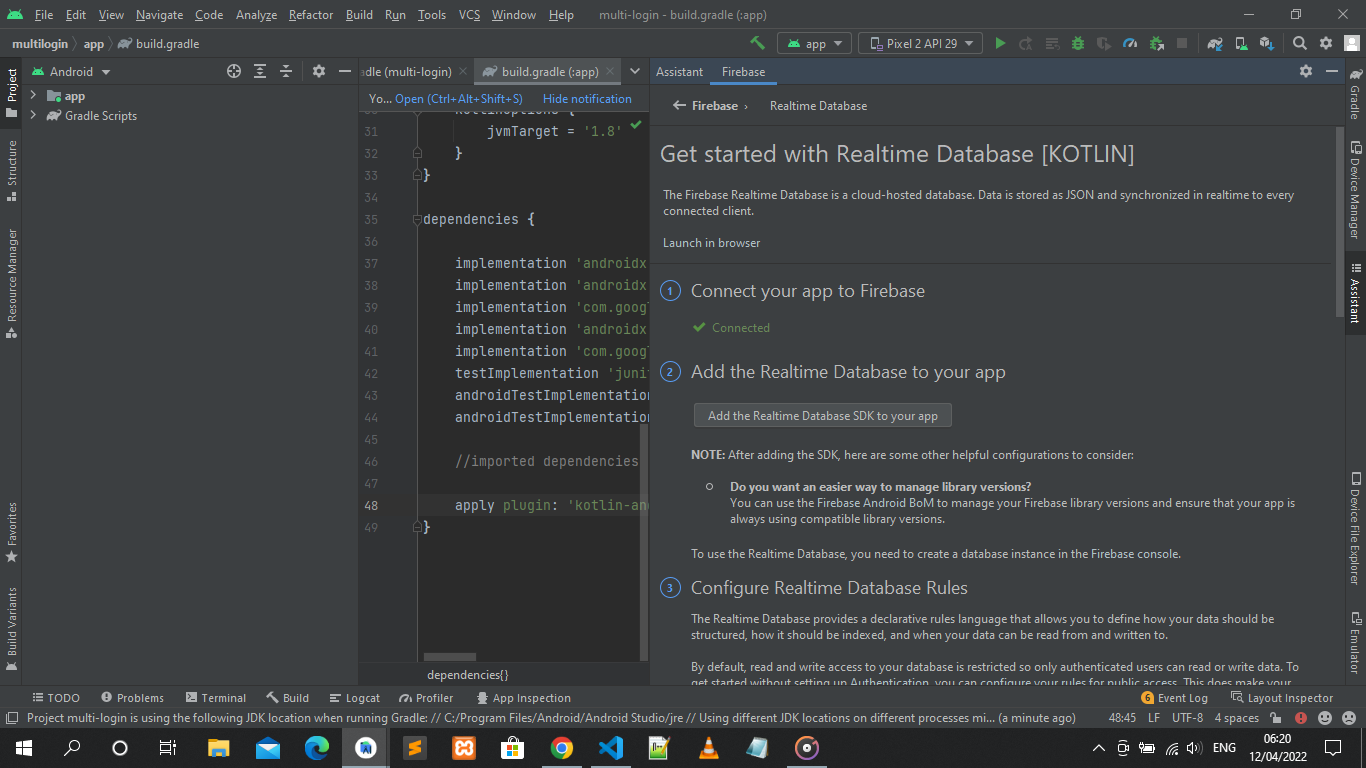 File Edit View Navigate Code Analyze Refactor Build Run Tools VCS Window Help multi-login - build.gradle (:app)
multilogin app build.gradle app Pixel 2 API 29
Android
adle (multi-login) build.gradle (:app)
Assistant Firebase
Project
Structure
Resource Manager
Favorites
Build Variants
app
Gradle Scripts
Yo... Open (Ctrl+Alt+Shift+S) Hide notification
31 jvmTarget = '1.8'
32 }
33 }
34
35 dependencies {
36
37 implementation 'androidx
38 implementation 'androidx
39 implementation 'com.goog
40 implementation 'androidx
41 implementation 'com.goog
42 testImplementation 'juni
43 androidTestImplementation
44 androidTestImplementation
45
46 //imported dependencies
47
48 apply plugin: 'kotlin-an
49 }
dependencies{}
Firebase › Realtime Database
Get started with Realtime Database [KOTLIN]
The Firebase Realtime Database is a cloud-hosted database. Data is stored as JSON and synchronized in realtime to every
connected client.
Launch in browser
1 Connect your app to Firebase
Connected
2 Add the Realtime Database to your app
Add the Realtime Database SDK to your app
NOTE: After adding the SDK, here are some other helpful configurations to consider:
Do you want an easier way to manage library versions?
You can use the Firebase Android BoM to manage your Firebase library versions and ensure that your app is
always using compatible library versions.
To use the Realtime Database, you need to create a database instance in the Firebase console.
3 Configure Realtime Database Rules
The Realtime Database provides a declarative rules language that allows you to define how your data should be
structured, how it should be indexed, and when your data can be read from and written to.
By default, read and write access to your database is restricted so only authenticated users can read or write data. To
get started without setting up Authentication, you can configure your rules for public access. This does make your
Gradle
Device Manager
Assistant
Device File Explorer
Emulator
TODO Problems Terminal Build Logcat Profiler App Inspection 6 Event Log Layout Inspector
Project multi-login is using the following JDK location when running Gradle: // C:/Program Files/Android/Android Studio/jre // Using different JDK locations on different processes mi... (a minute ago) 48:45 LF UTF-8 4 spaces
ENG 06:20
12/04/2022